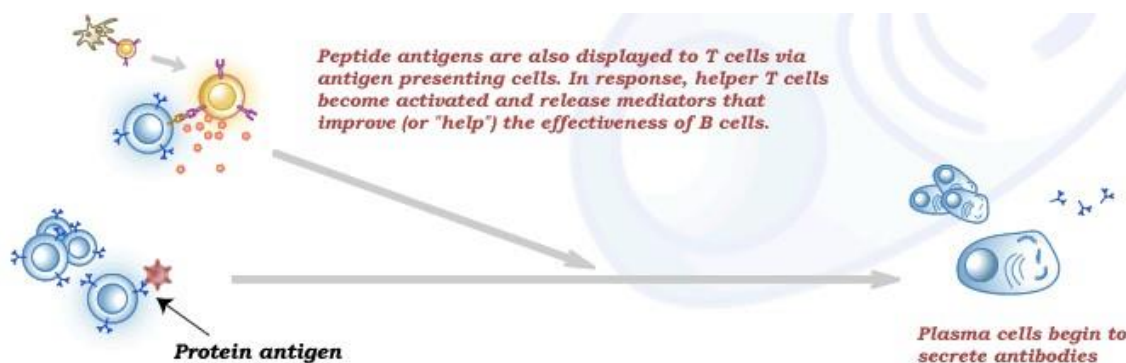 Peptide antigens are also displayed to T cells via
antigen presenting cells. In response, helper T cells
become activated and release mediators that
improve (or "help") the effectiveness of B cells.
Protein antigen
Plasma cells begin to
secrete antibodies